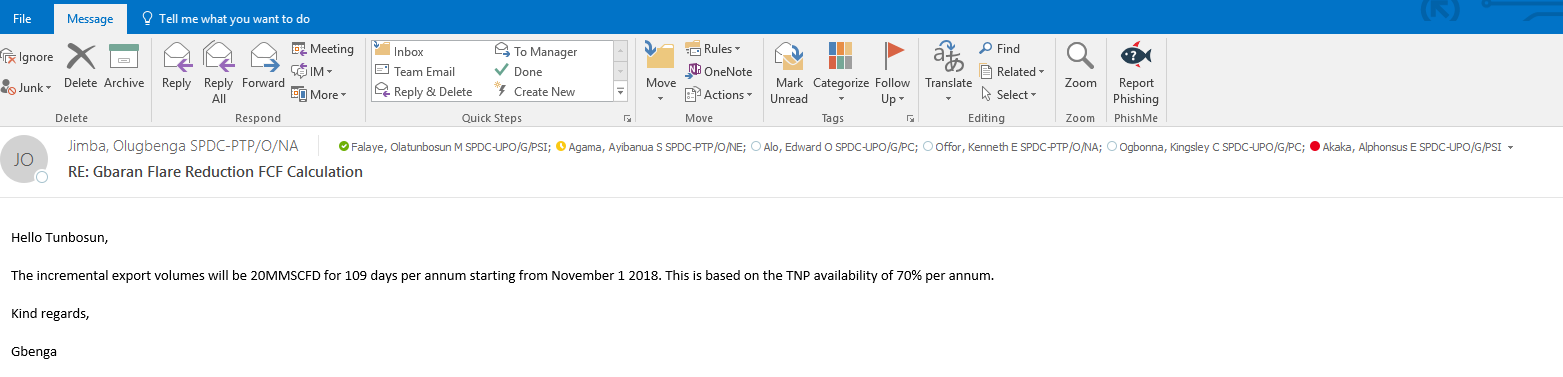 File Message Tell me what you want to do
Ignore
Junk
Delete
Archive
Delete
Reply
Reply All
Forward
Meeting
IM
More
Respond
Inbox To Manager
Team Email Done
Reply & Delete Create New
Quick Steps
Move
Rules
OneNote
Actions
Move
Mark Unread
Categorize
Follow Up
Tags
Translate
Find
Related
Select
Editing
Zoom
Zoom
Report Phishing
PhishMe
JO
Jimba, Olugbenga SPDC-PTP/O/NA Falaye, Olatunbosun M SPDC-UPO/G/PSI; Agama, Ayibanua S SPDC-PTP/O/NE; Alo, Edward O SPDC-UPO/G/PC; Offor, Kenneth E SPDC-PTP/O/NA; Ogbonna, Kingsley C SPDC-UPO/G/PC; Akaka, Alphonsus E SPDC-UPO/G/PSI
RE: Gbaran Flare Reduction FCF Calculation
Hello Tunbosun,
The incremental export volumes will be 20MMSCFD for 109 days per annum starting from November 1 2018. This is based on the TNP availability of 70% per annum.
Kind regards,
Gbenga